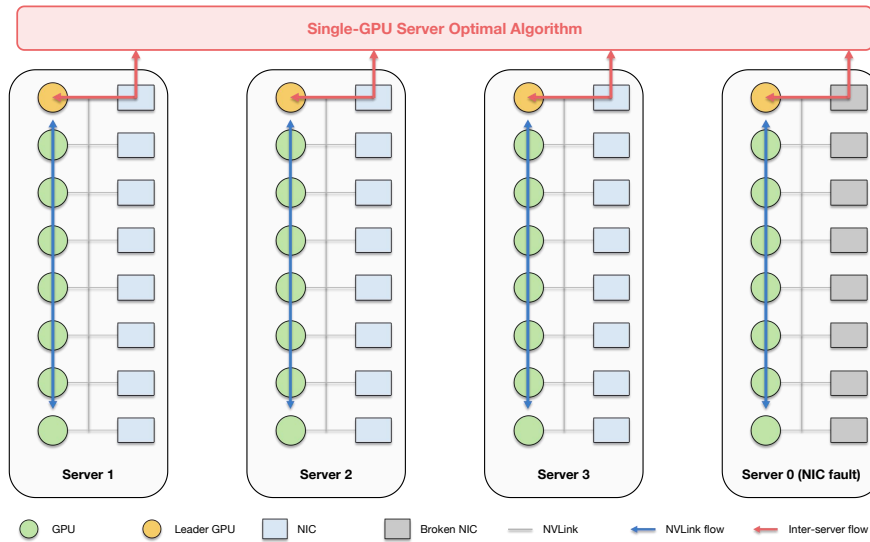 Single-GPU Server Optimal Algorithm
Server 1
Server 2
Server 3
Server 0 (NIC fault)
GPU
Leader GPU
NIC
Broken NIC
NVLink
NVLink flow
Inter-server flow